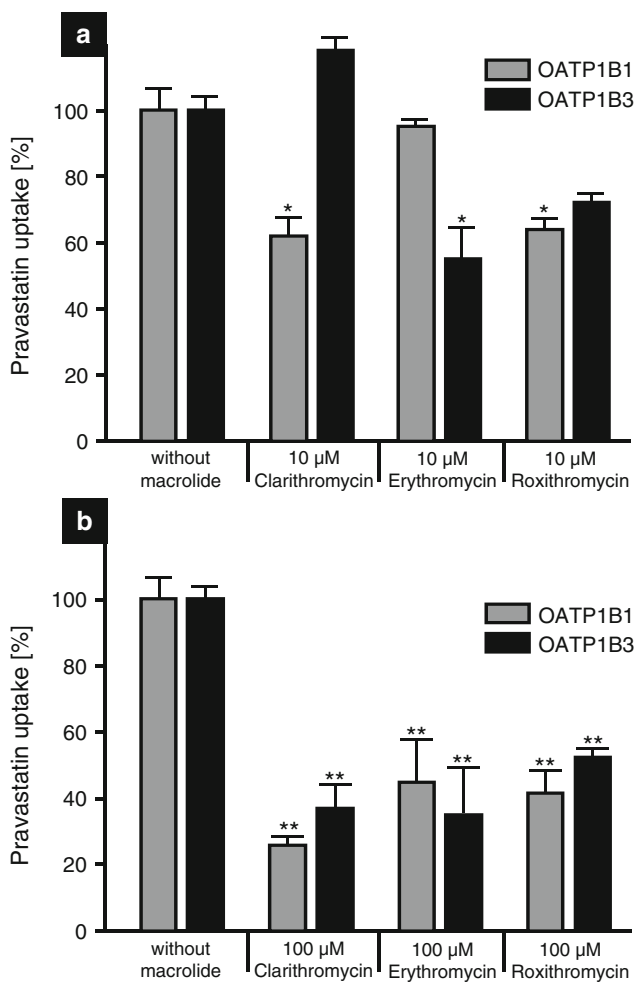 a
OATP1B1
OATP1B3
Pravastatin uptake [%]
100
80
60
40
20
0
*
*
*
without
macrolide
10 µM
Clarithromycin
10 µM
Erythromycin
10 µM
Roxithromycin
b
OATP1B1
OATP1B3
Pravastatin uptake [%]
100
80
60
40
20
0
**
**
**
**
**
**
without
macrolide
100 µM
Clarithromycin
100 µM
Erythromycin
100 µM
Roxithromycin